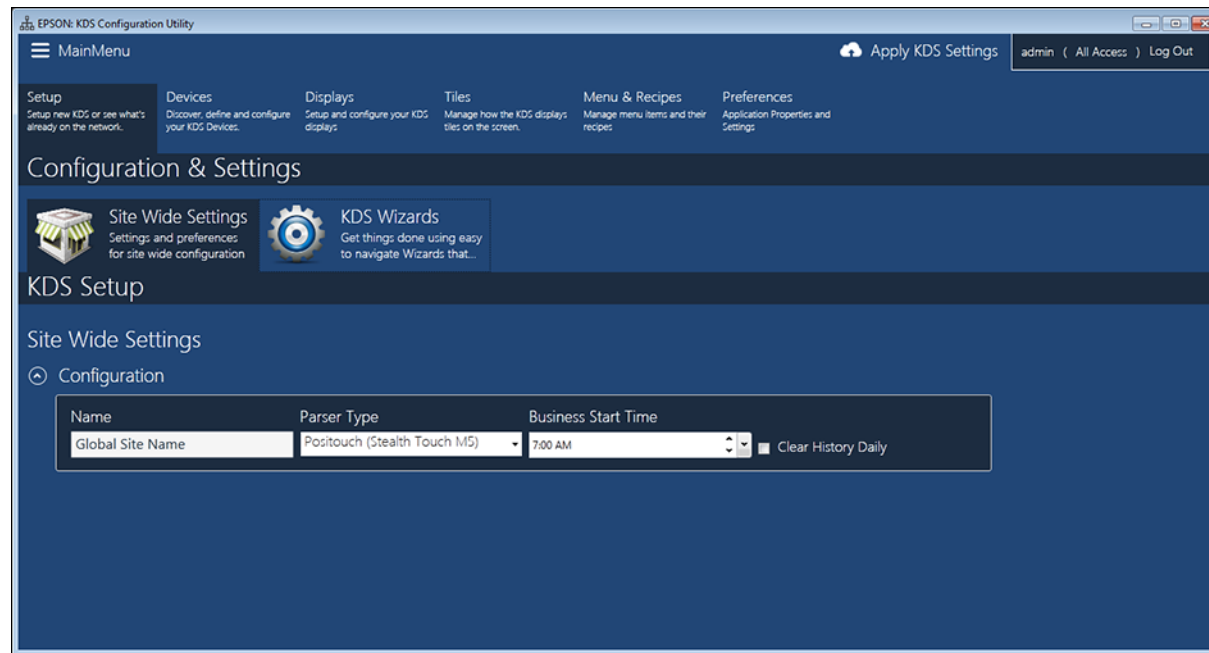 EPSON: KDS Configuration Utility
MainMenu
Apply KDS Settings
admin ( All Access ) Log Out
Setup
Setup new KDS or see what's
already on the network.
Devices
Discover, define and configure
your KDS Devices.
Displays
Setup and configure your KDS
displays
Tiles
Manage how the KDS displays
tiles on the screen.
Menu & Recipes
Manage menu items and their
recipes
Preferences
Application Properties and
Settings
Configuration & Settings
Site Wide Settings
Settings and preferences
for site wide configuration
KDS Wizards
Get things done using easy
to navigate Wizards that...
KDS Setup
Site Wide Settings
Configuration
Name
Parser Type
Business Start Time
Global Site Name
Positouch (Stealth Touch M5)
7:00 AM
Clear History Daily